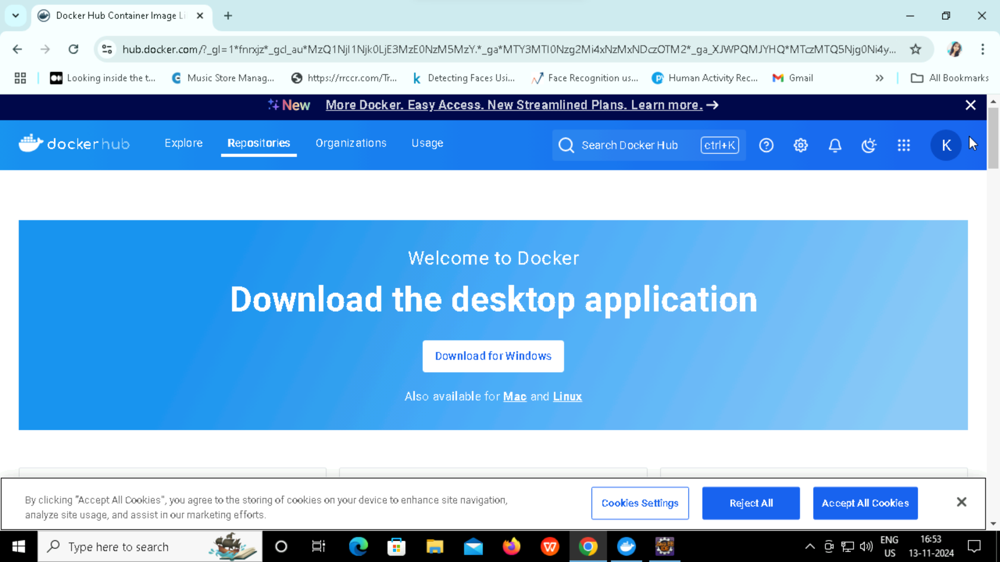 Docker Hub Container Image Li
hub.docker.com/?_gl=1*fnrxjz*_gcl_au*MzQ1NjI1Njk0LjE3MzE0NzM5MzY.*_ga*MTY3MTI0Nzg2Mi4xNzMxNDczOTM2*_ga_XJWPQMJYHQ*MTczMTQ5Njg0Ni4y...
Looking inside the t...
Music Store Manag...
https://rrccr.com/Tr...
Detecting Faces Usi...
Face Recognition us...
Human Activity Rec...
Gmail
All Bookmarks
New More Docker. Easy Access. New Streamlined Plans. Learn more. →
docker hub
Explore
Repositories
Organizations
Usage
Search Docker Hub
ctrl+K
K
Welcome to Docker
Download the desktop application
Download for Windows
Also available for Mac and Linux
By clicking "Accept All Cookies", you agree to the storing of cookies on your device to enhance site navigation,
analyze site usage, and assist in our marketing efforts.
Cookies Settings
Reject All
Accept All Cookies
Type here to search
ENG
US
16:53
13-11-2024